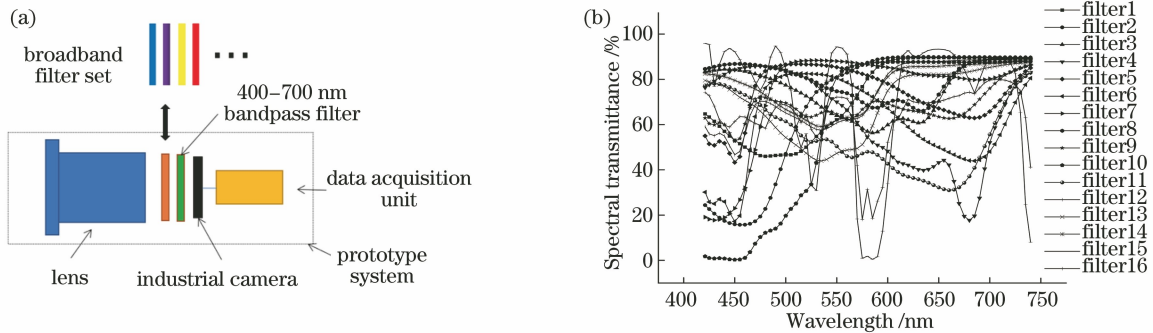 (a)
broadband
filter set
400–700 nm
bandpass filter
data acquisition
unit
prototype
system
lens
industrial camera
(b)
Spectral transmittance /%
100
80
60
40
20
0
400
450
500
550
600
650
700
750
Wavelength /nm
filter1
filter2
filter3
filter4
filter5
filter6
filter7
filter8
filter9
filter10
filter11
filter12
filter13
filter14
filter15
filter16